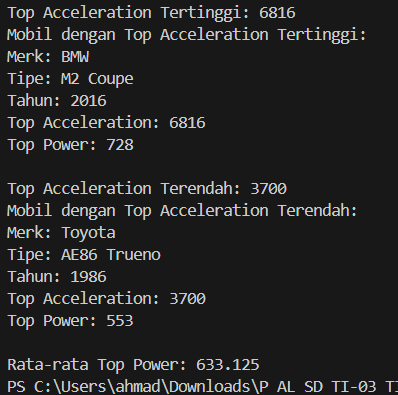 Top Acceleration Tertinggi: 6816
Mobil dengan Top Acceleration Tertinggi:
Merk: BMW
Tipe: M2 Coupe
Tahun: 2016
Top Acceleration: 6816
Top Power: 728
Top Acceleration Terendah: 3700
Mobil dengan Top Acceleration Terendah:
Merk: Toyota
Tipe: AE86 Trueno
Tahun: 1986
Top Acceleration: 3700
Top Power: 553
Rata-rata Top Power: 633.125
PS C:\Users\ahmad\Downloads\P AL SD TI-03 TI